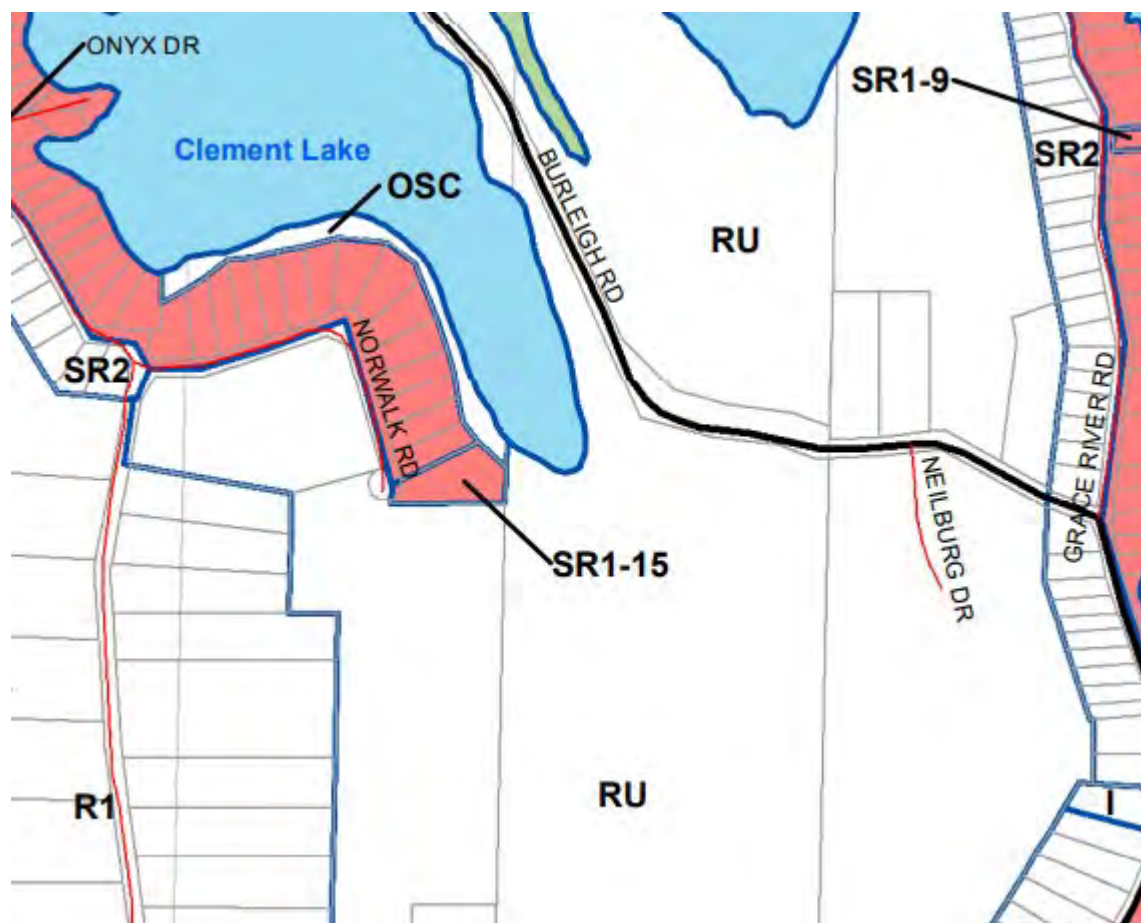 ONYX DR
SR1-9
Clement Lake
SR2
OSC
BURLEIGH RD
RU
NORWALK RD
SR2
GRACE RIVER RD
NEILBURG DR
SR1-15
RU
R1
I